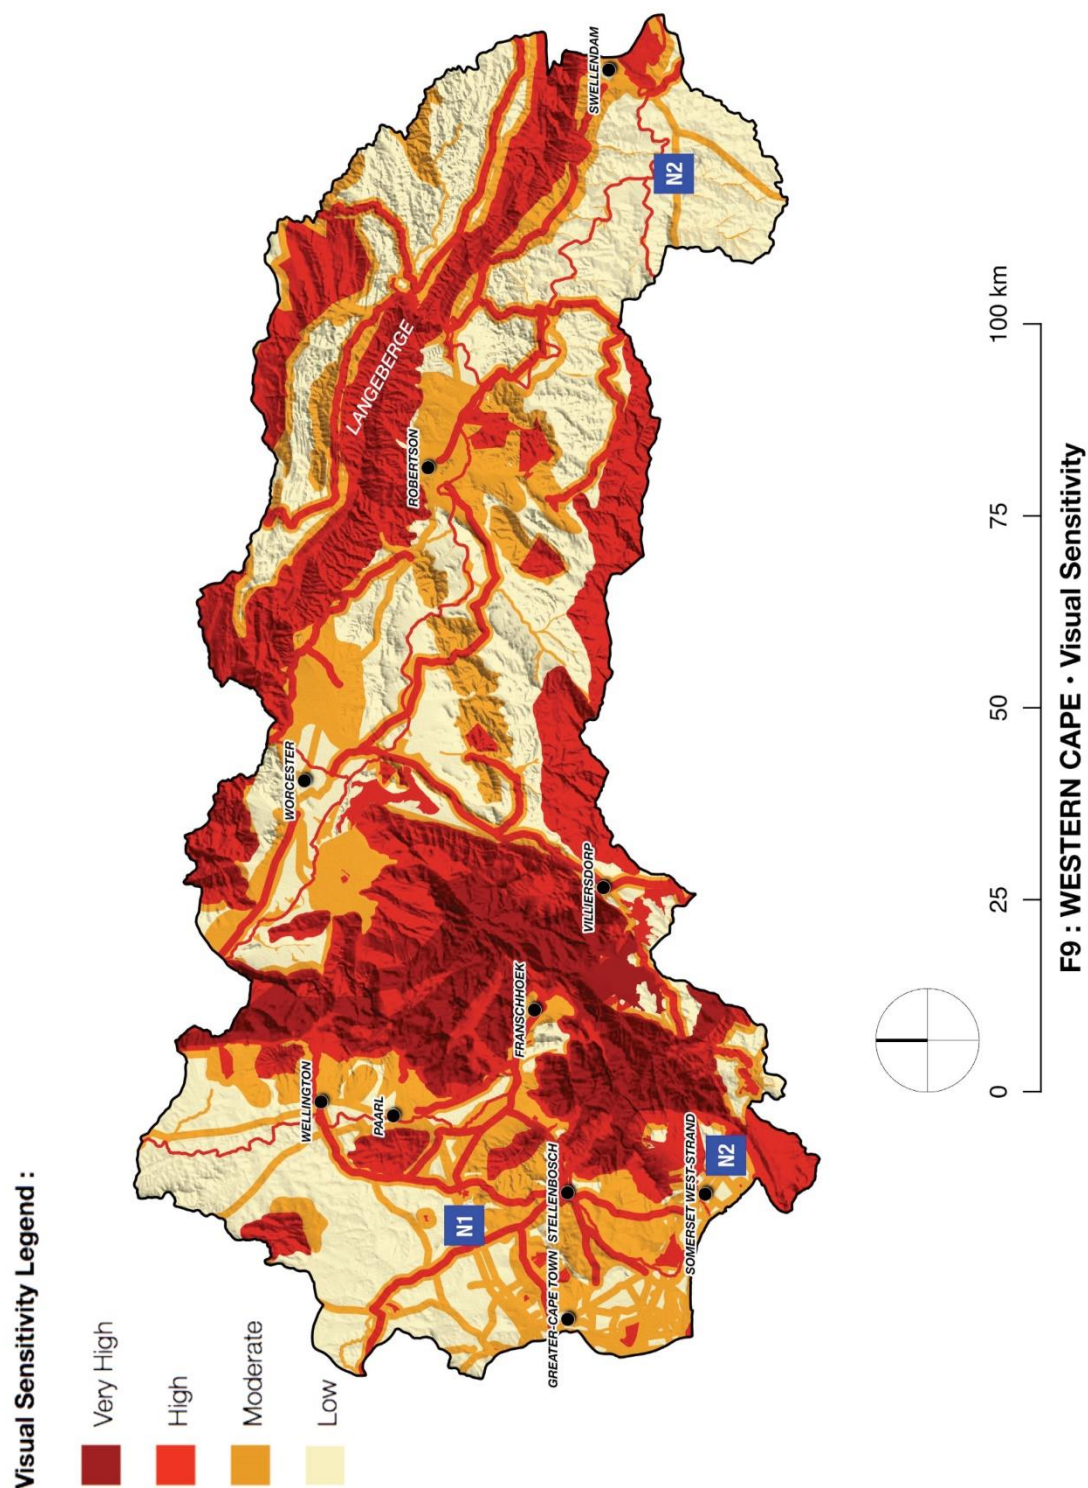 Visual Sensitivity Legend :
Very High
High
Moderate
Low
WORCESTER
LANGEBERGE
ROBERTSON
SWELLENDAM
N2
WELLINGTON
PAARL
N1
FRANSCHHOEK
VILLIERSDORP
STELLENBOSCH
GREATER-CAPE TOWN
SOMERSET WEST-STRAND
N2
0
25
50
75
100 km
F9 : WESTERN CAPE • Visual Sensitivity